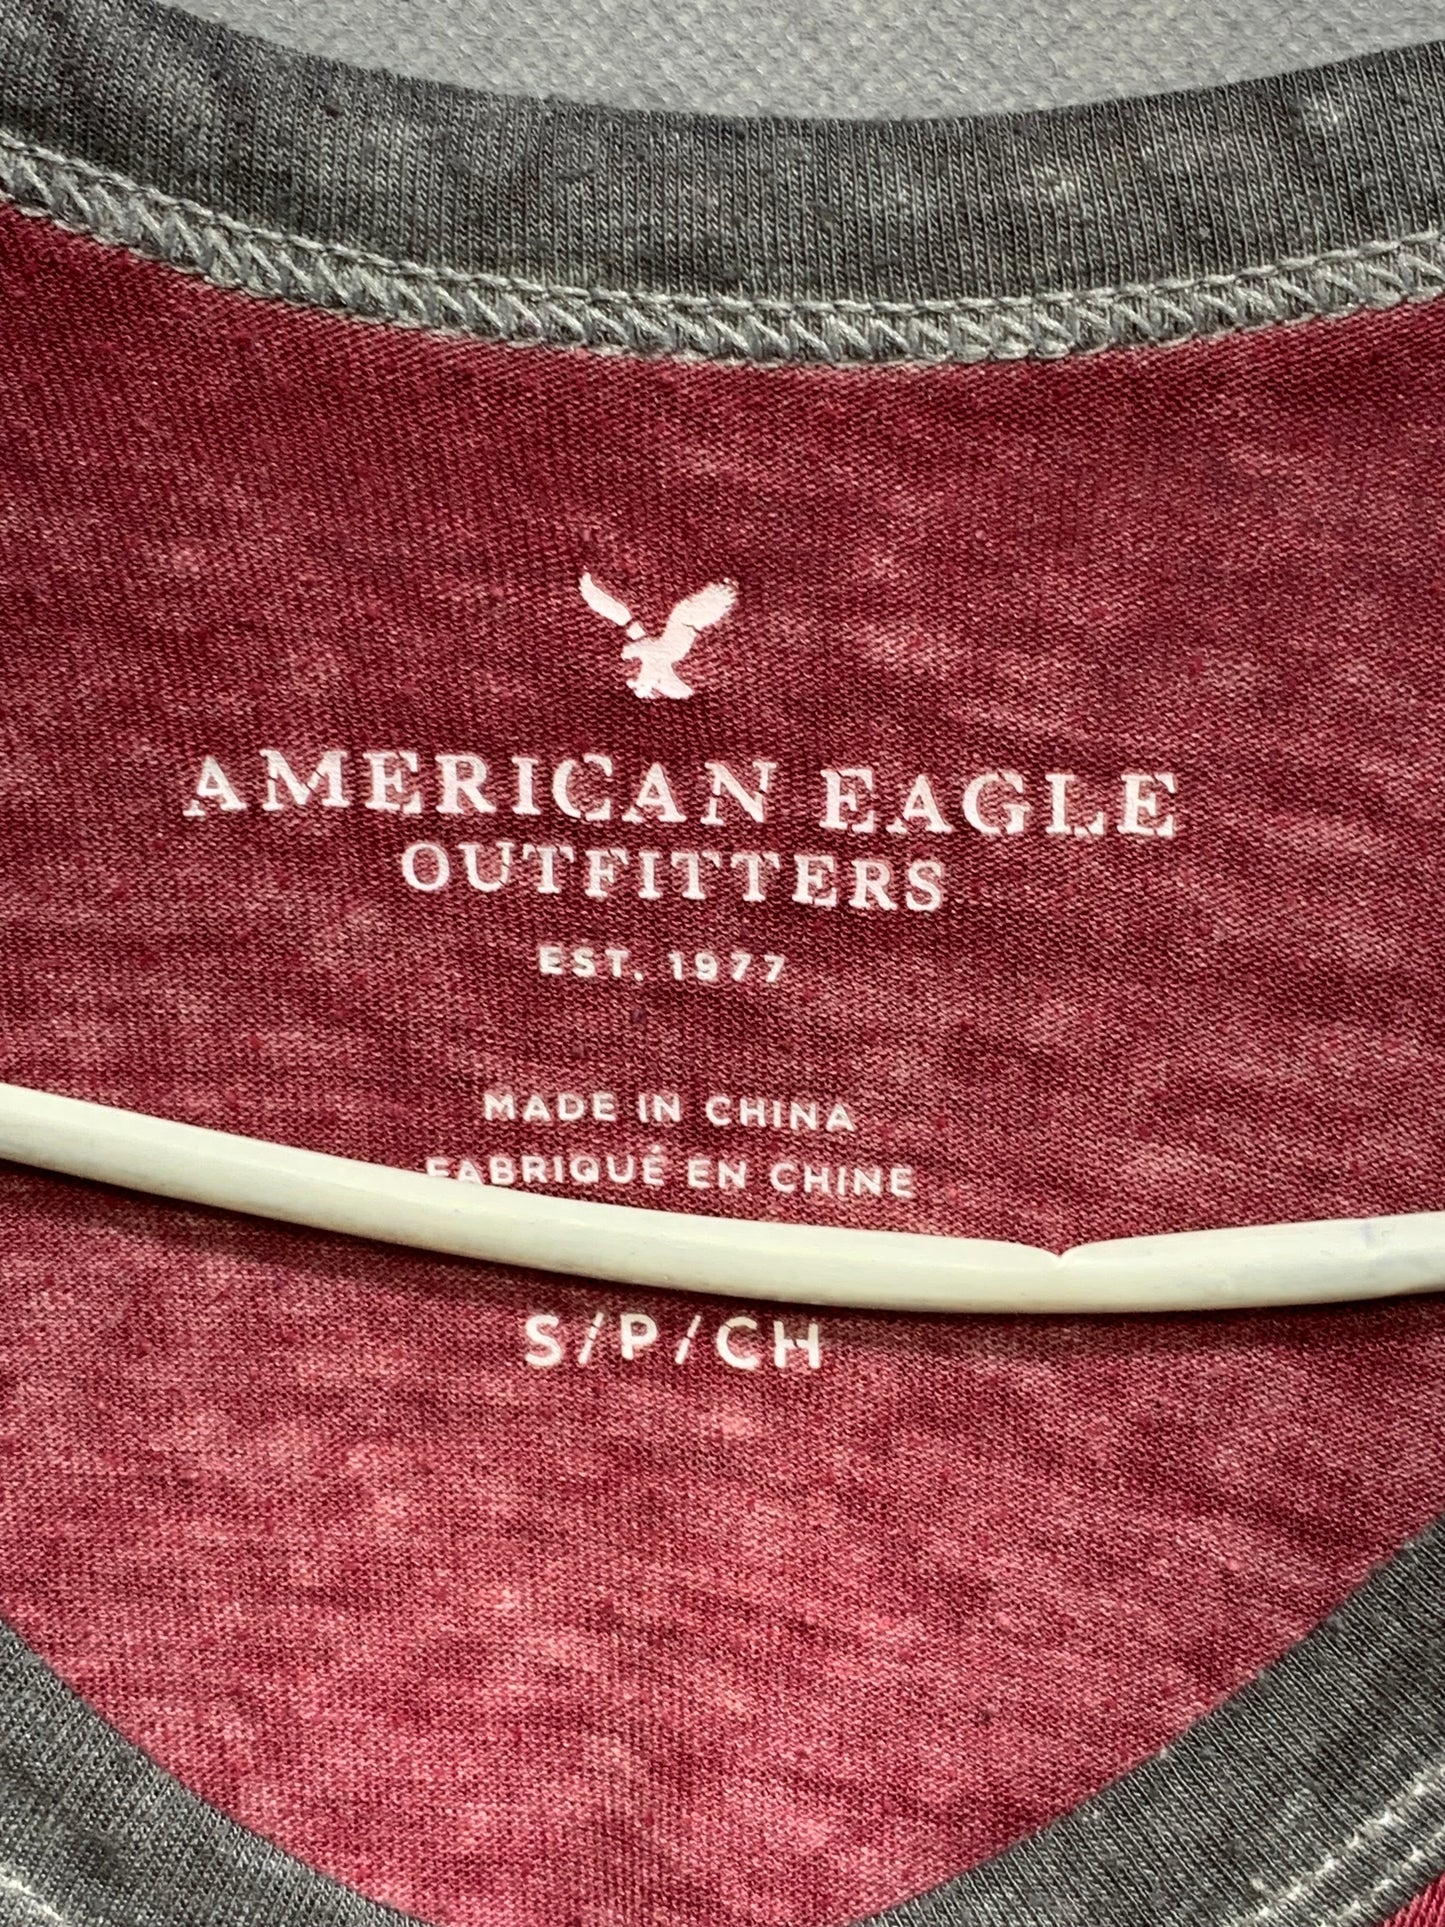 AMERICAN EAGLE
OUTFITTERS
EST. 1977
MADE IN CHINA
FABRIQUÉ EN CHINE
S/P/CH